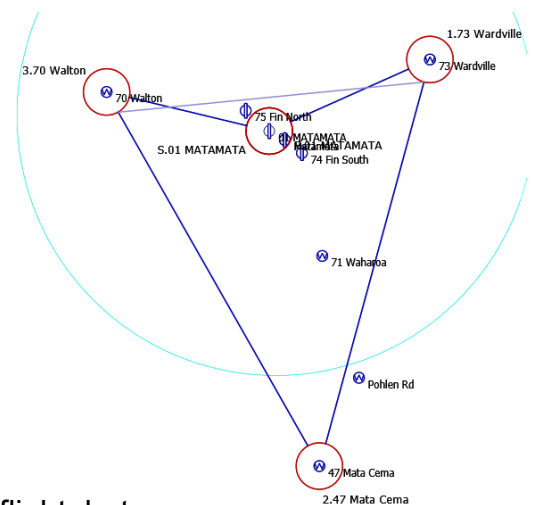 1.73 Wardville
73 Wardville
3.70 Walton
70 Walton
75 Fin North
MATAMATA
S.01 MATAMATA
74 Fin South
71 Waharoa
Pohlen Rd
47 Mata Cema
2.47 Mata Cema